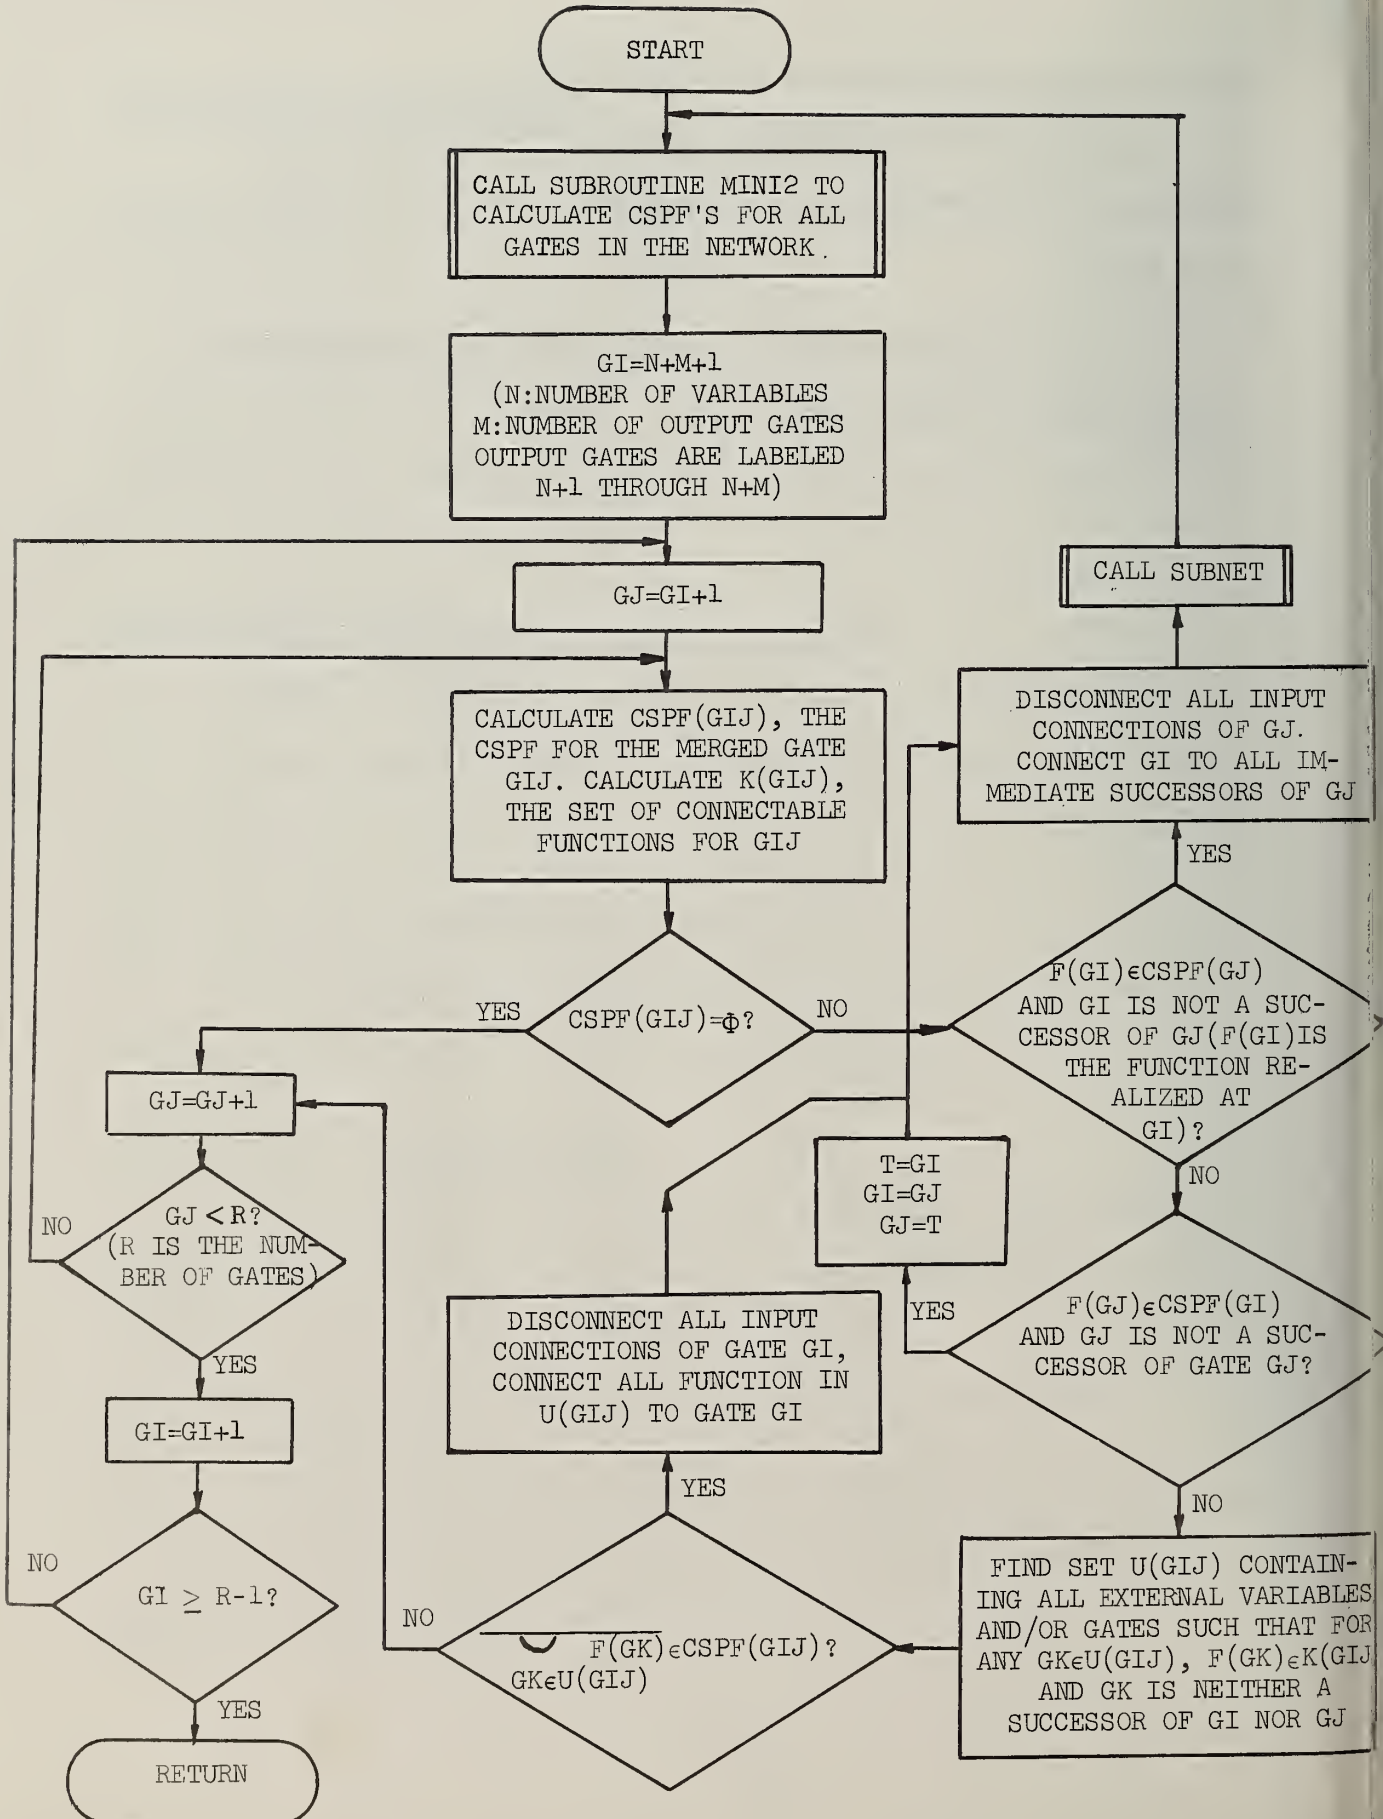 START
CALL SUBROUTINE MINI2 TO
CALCULATE CSPF'S FOR ALL
GATES IN THE NETWORK.
GI=N+M+1
(N:NUMBER OF VARIABLES
M:NUMBER OF OUTPUT GATES
OUTPUT GATES ARE LABELED
N+1 THROUGH N+M)
GJ=GI+1
CALL SUBNET
CALCULATE CSPF(GIJ), THE
CSPF FOR THE MERGED GATE
GIJ. CALCULATE K(GIJ),
THE SET OF CONNECTABLE
FUNCTIONS FOR GIJ
DISCONNECT ALL INPUT
CONNECTIONS OF GJ.
CONNECT GI TO ALL IM-
MEDIATE SUCCESSORS OF GJ
YES
CSPF(GIJ)=Φ?
YES
NO
F(GI)ϵCSPF(GJ)
AND GI IS NOT A SUC-
CESSOR OF GJ(F(GI)IS
THE FUNCTION RE-
ALIZED AT
GI)?
NO
GJ=GJ+1
GJ < R?
(R IS THE NUM-
BER OF GATES)
NO
YES
T=GI
GI=GJ
GJ=T
YES
F(GJ)ϵCSPF(GI)
AND GJ IS NOT A SUC-
CESSOR OF GATE GJ?
NO
DISCONNECT ALL INPUT
CONNECTIONS OF GATE GI,
CONNECT ALL FUNCTION IN
U(GIJ) TO GATE GI
YES
GI=GI+1
GI ≥ R-1?
NO
YES
RETURN
NO
‾‾‾‾‾‾‾‾
⌣ F(GK)ϵCSPF(GIJ)?
GKϵU(GIJ)
FIND SET U(GIJ) CONTAIN-
ING ALL EXTERNAL VARIABLES
AND/OR GATES SUCH THAT FOR
ANY GKϵU(GIJ), F(GK)ϵK(GIJ
AND GK IS NEITHER A
SUCCESSOR OF GI NOR GJ